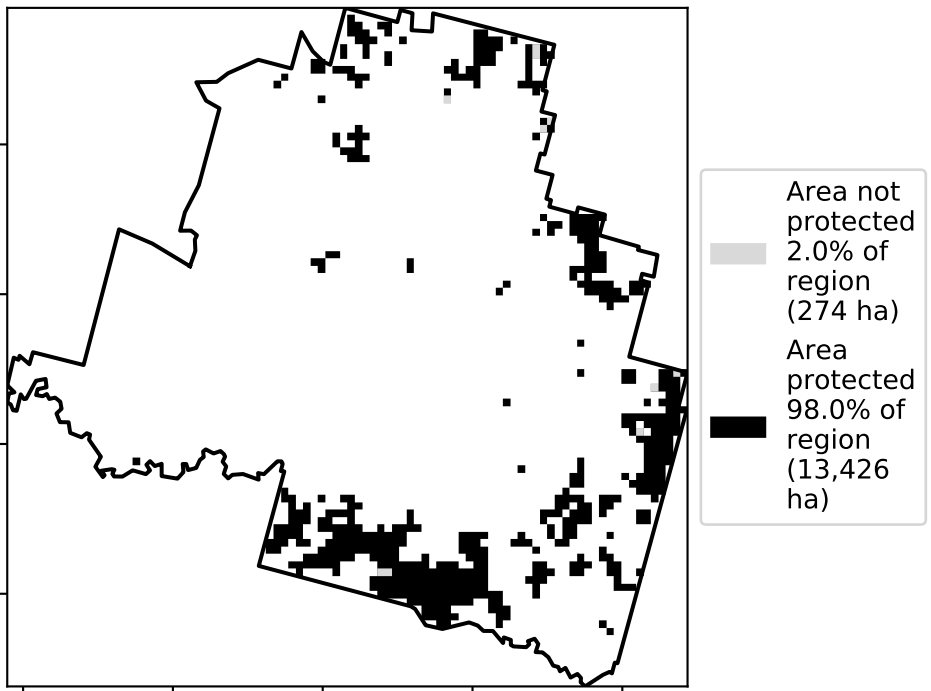 Area not
protected
2.0% of
region
(274 ha)
Area
protected
98.0% of
region
(13,426
ha)